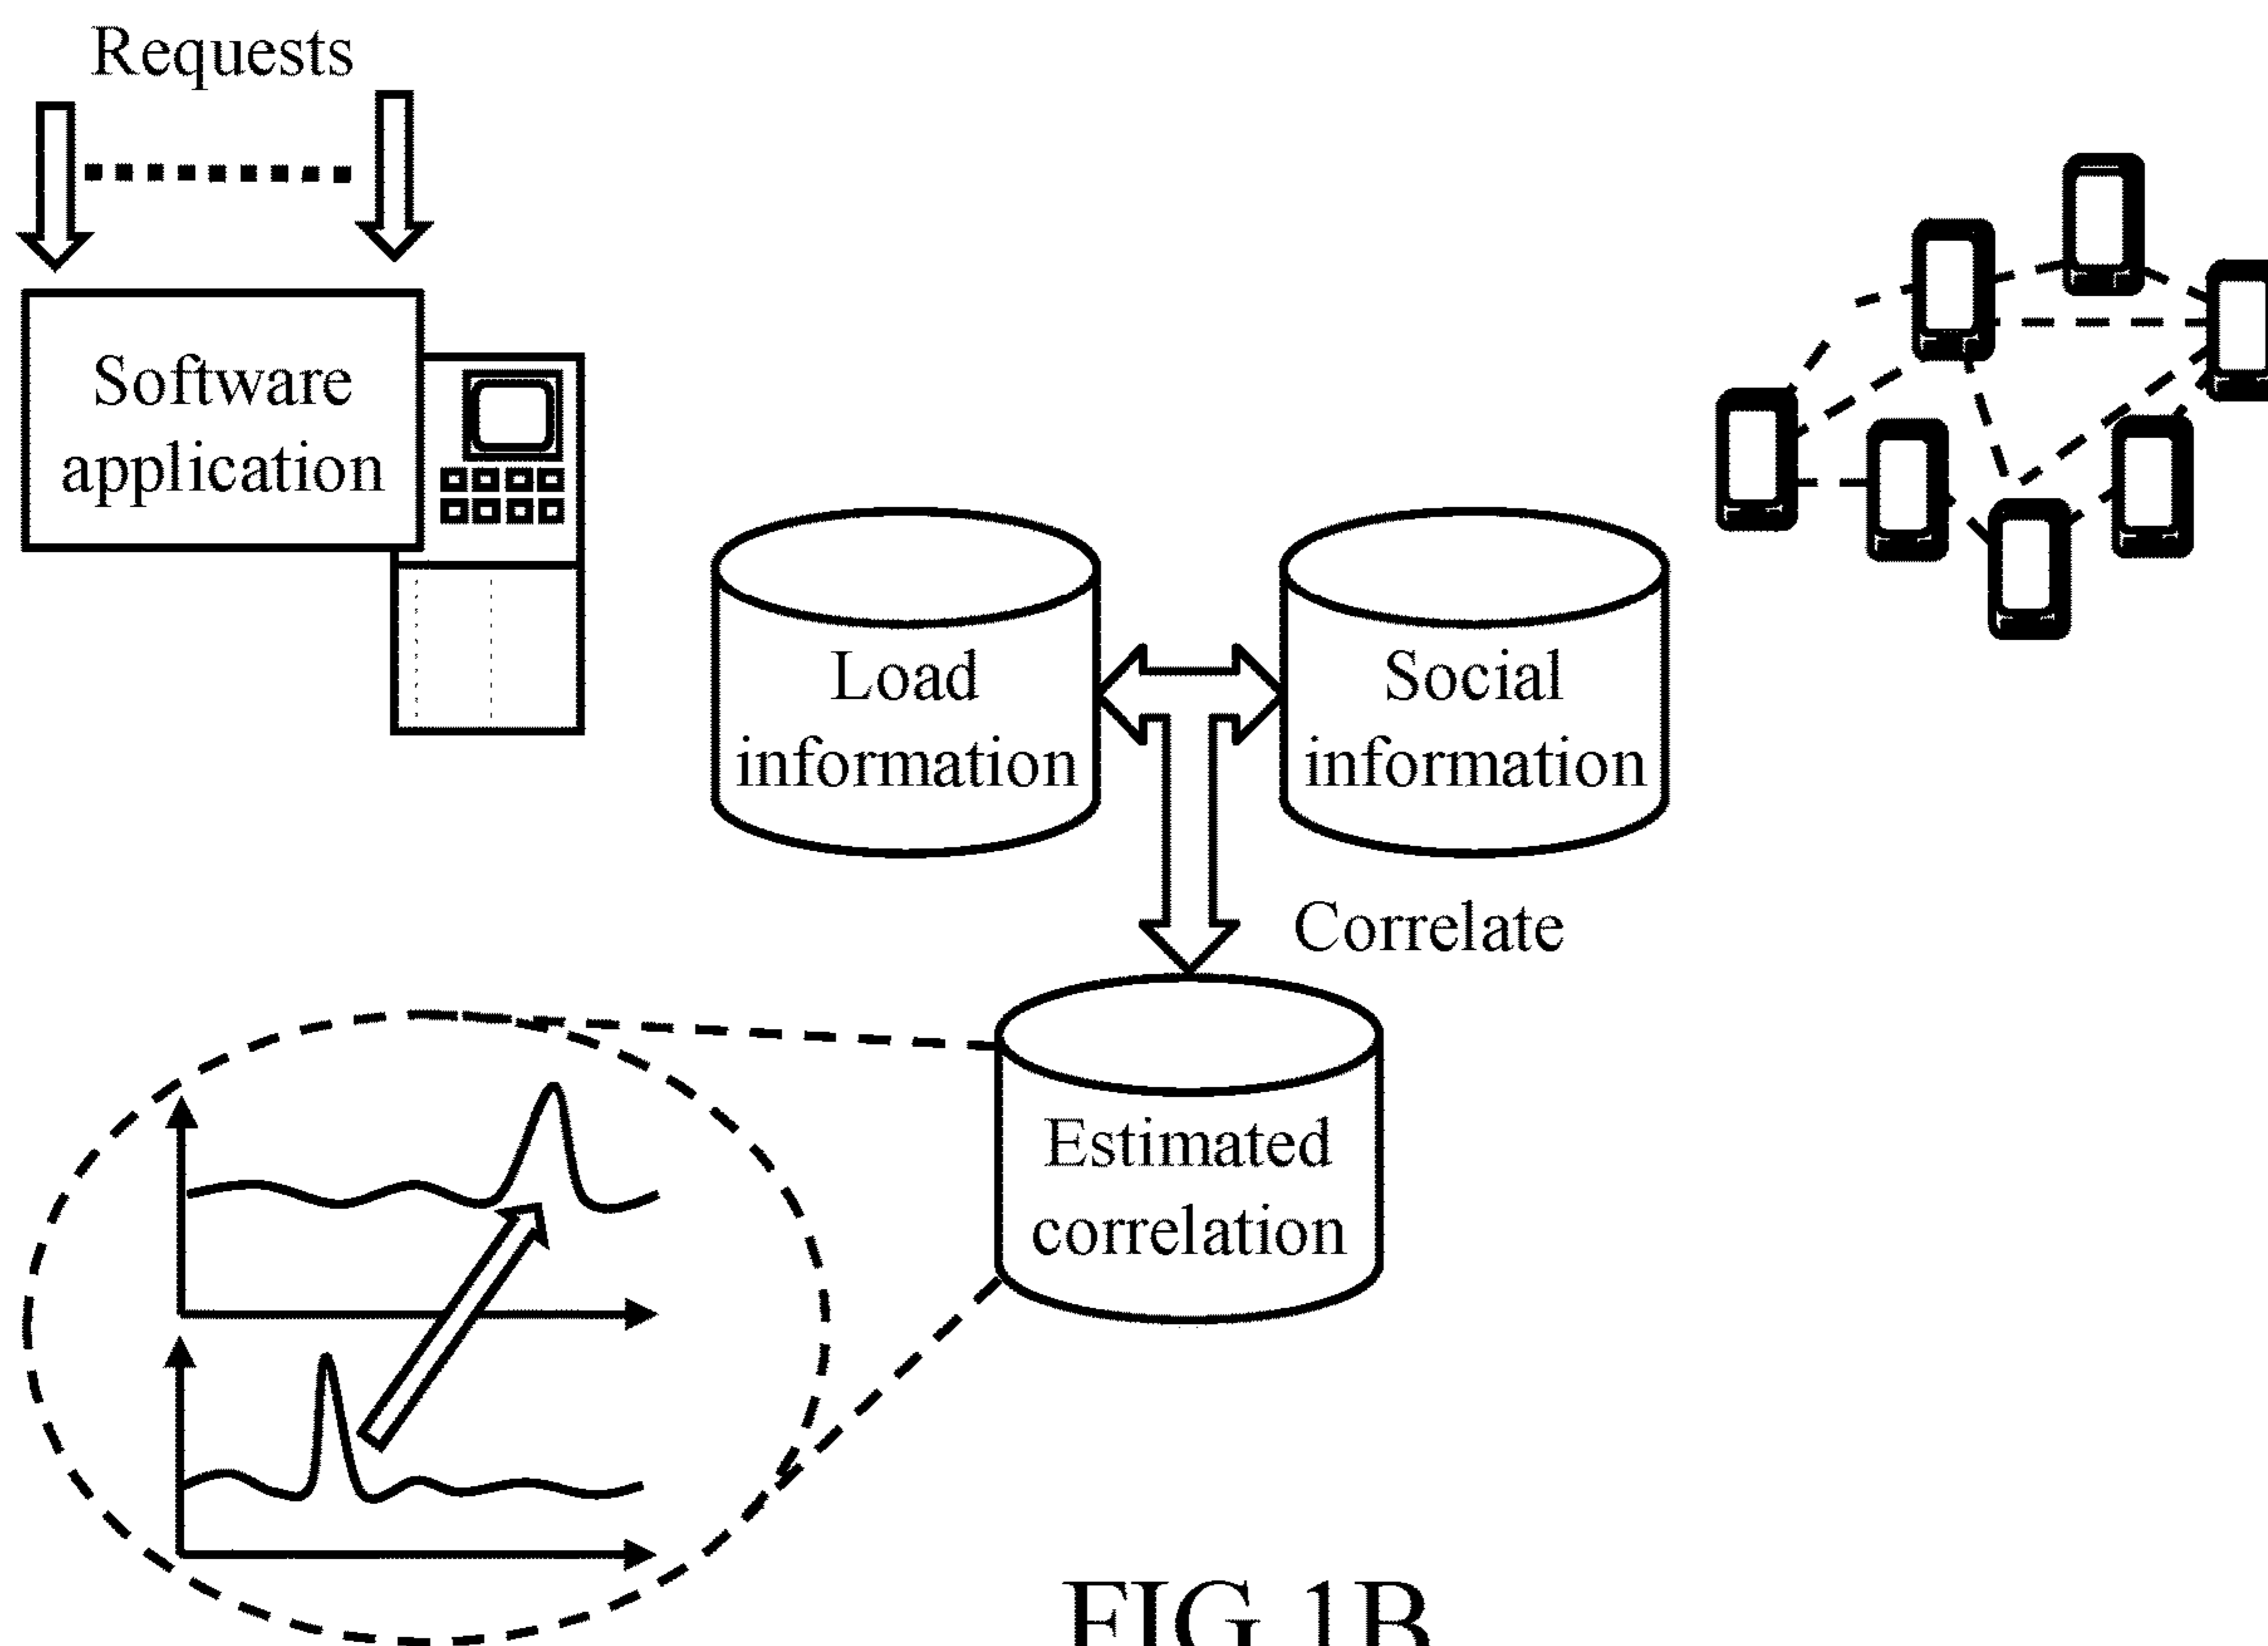 Requests
Software
application
Load
information
Social
information
Correlate
Estimated
correlation
FIG.1B